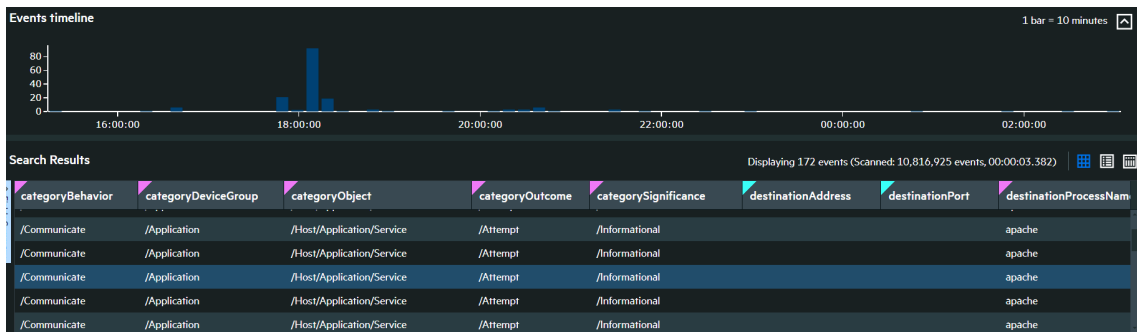 Events timeline 1 bar = 10 minutes
80
60
40
20
0
16:00:00 18:00:00 20:00:00 22:00:00 00:00:00 02:00:00
Search Results Displaying 172 events (Scanned: 10,816,925 events, 00:00:03.382)
categoryBehavior categoryDeviceGroup categoryObject categoryOutcome categorySignificance destinationAddress destinationPort destinationProcessNam
/Communicate /Application /Host/Application/Service /Attempt /Informational apache
/Communicate /Application /Host/Application/Service /Attempt /Informational apache
/Communicate /Application /Host/Application/Service /Attempt /Informational apache
/Communicate /Application /Host/Application/Service /Attempt /Informational apache
/Communicate /Application /Host/Application/Service /Attempt /Informational apache